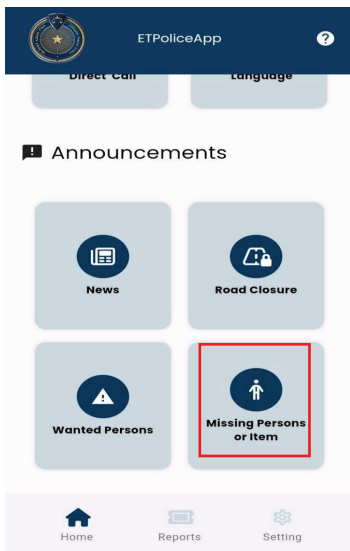 ETPoliceApp
?
Direct Call
Language
Announcements
News
Road Closure
Wanted Persons
Missing Persons
or Item
Home
Reports
Setting